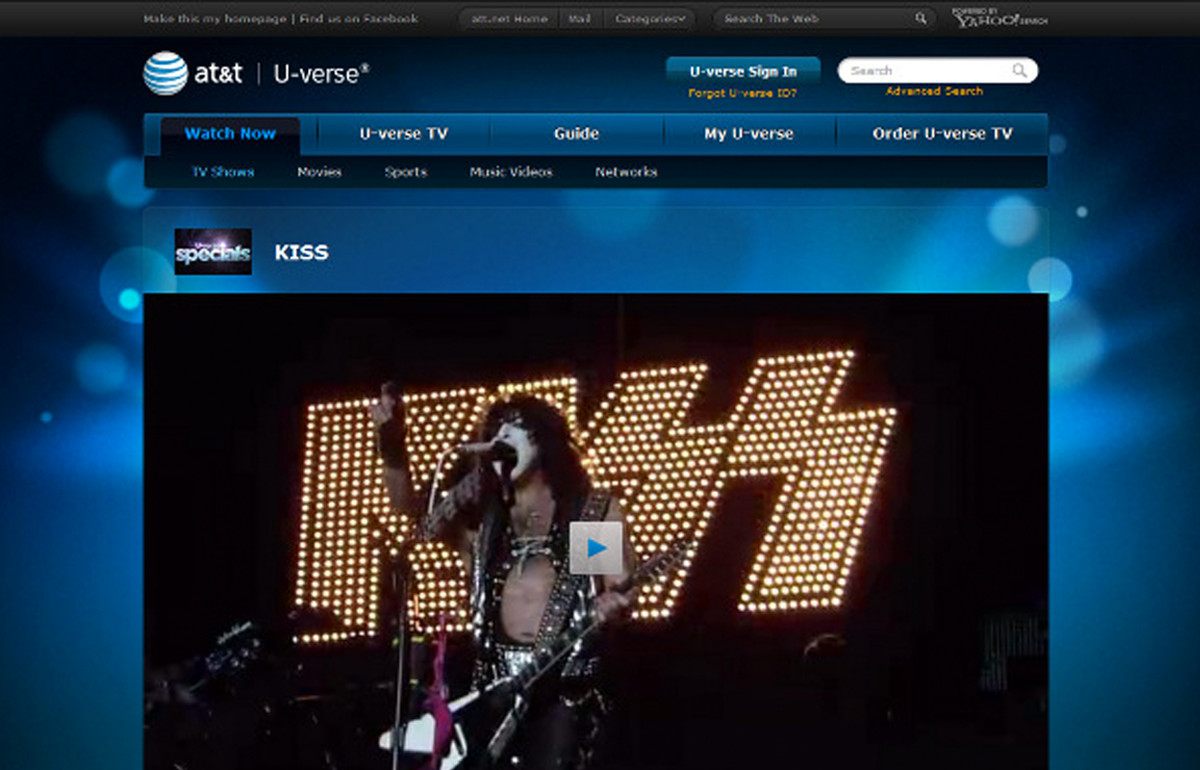 Make this my homepage | Find us on Facebook
att.net Home Mail Categories
Search The Web
POWERED BY
YAHOO! SEARCH
at&t | U-verse®
U-verse Sign In
Search
Forgot U-verse ID?
Advanced Search
Watch Now U-verse TV Guide My U-verse Order U-verse TV
TV Shows Movies Sports Music Videos Networks
specials
KISS
KISS